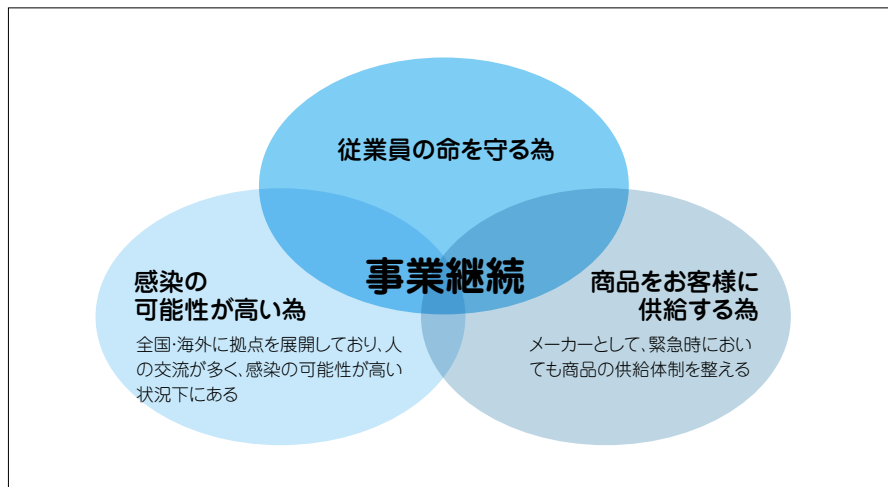 従業員の命を守る為
事業継続
感染の
可能性が高い為
全国・海外に拠点を展開しており、人
の交流が多く、感染の可能性が高い
状況下にある
商品をお客様に
供給する為
メーカーとして、緊急時におい
ても商品の供給体制を整える